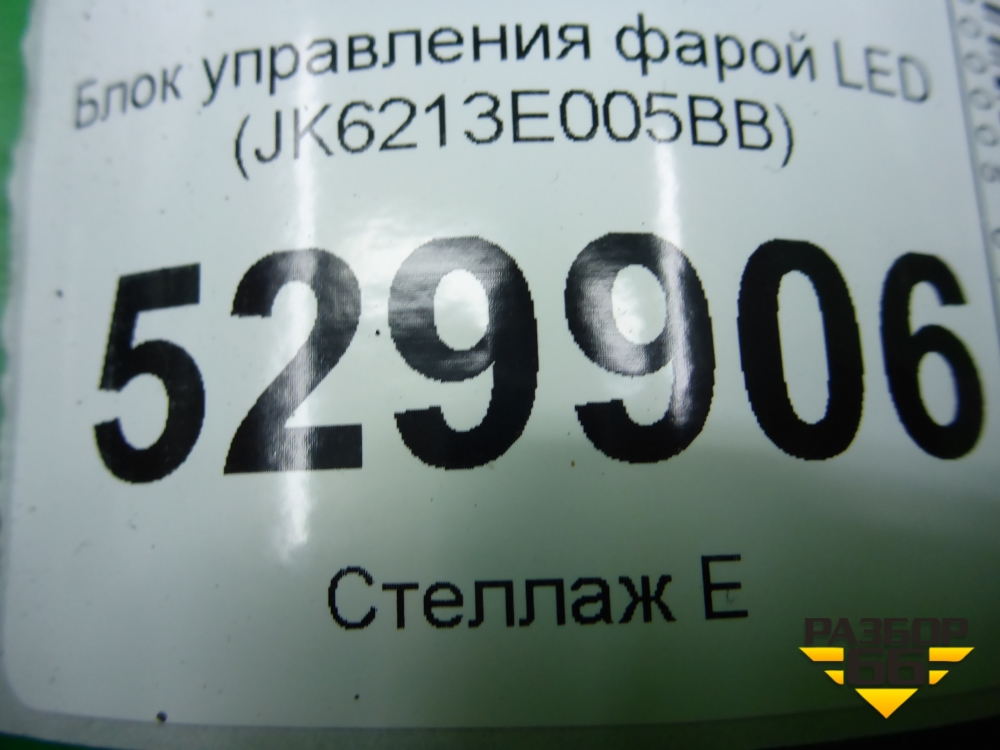 Блок управления фарой LED
(JK6213E005BB)
529906
Стеллаж E
РАЗБОР
66